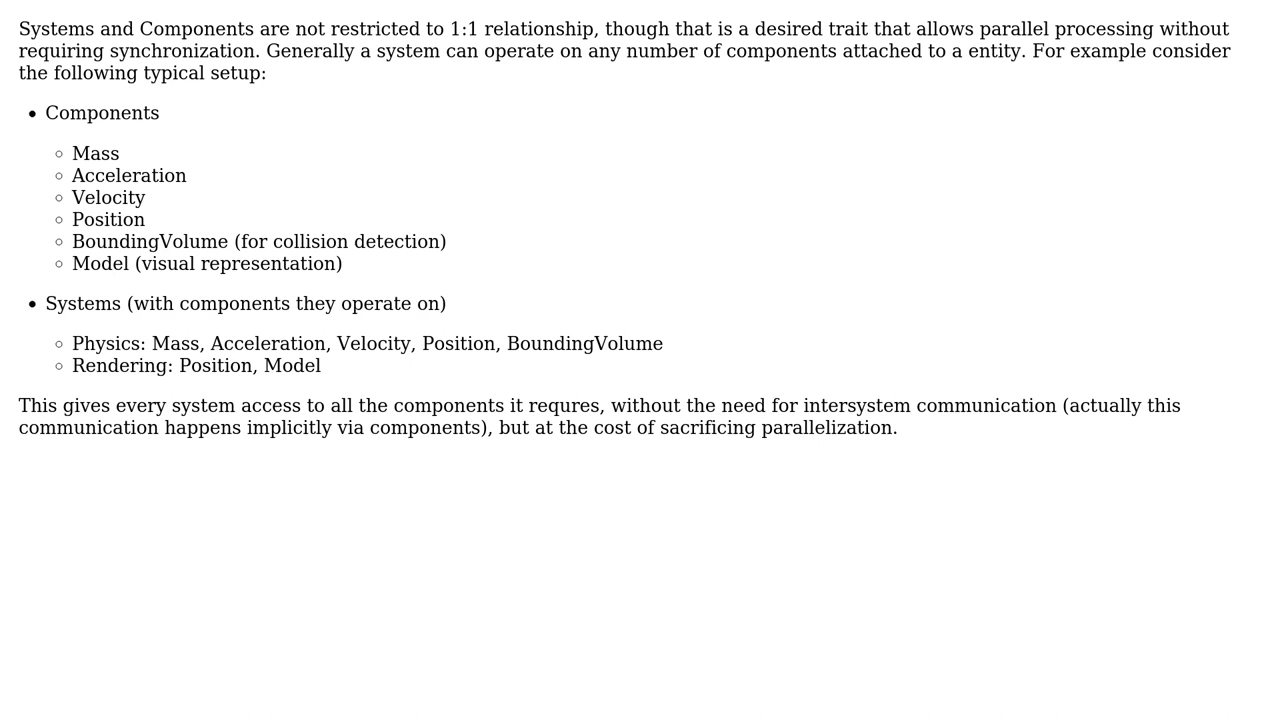 Systems and Components are not restricted to 1:1 relationship, though that is a desired trait that allows parallel processing without
requiring synchronization. Generally a system can operate on any number of components attached to a entity. For example consider
the following typical setup:
• Components
◦ Mass
◦ Acceleration
◦ Velocity
◦ Position
◦ BoundingVolume (for collision detection)
◦ Model (visual representation)
• Systems (with components they operate on)
◦ Physics: Mass, Acceleration, Velocity, Position, BoundingVolume
◦ Rendering: Position, Model
This gives every system access to all the components it requres, without the need for intersystem communication (actually this
communication happens implicitly via components), but at the cost of sacrificing parallelization.